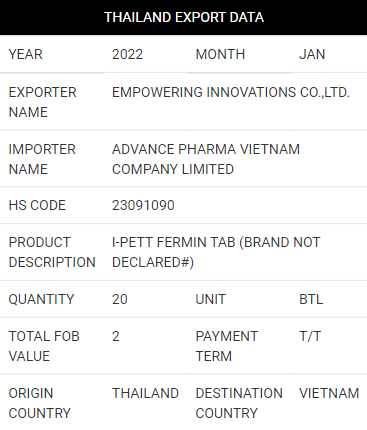 THAILAND EXPORT DATA
YEAR 2022 MONTH JAN
EXPORTER NAME EMPOWERING INNOVATIONS CO.,LTD.
IMPORTER NAME ADVANCE PHARMA VIETNAM COMPANY LIMITED
HS CODE 23091090
PRODUCT DESCRIPTION I-PETT FERMIN TAB (BRAND NOT DECLARED#)
QUANTITY 20 UNIT BTL
TOTAL FOB VALUE 2 PAYMENT TERM T/T
ORIGIN COUNTRY THAILAND DESTINATION COUNTRY VIETNAM